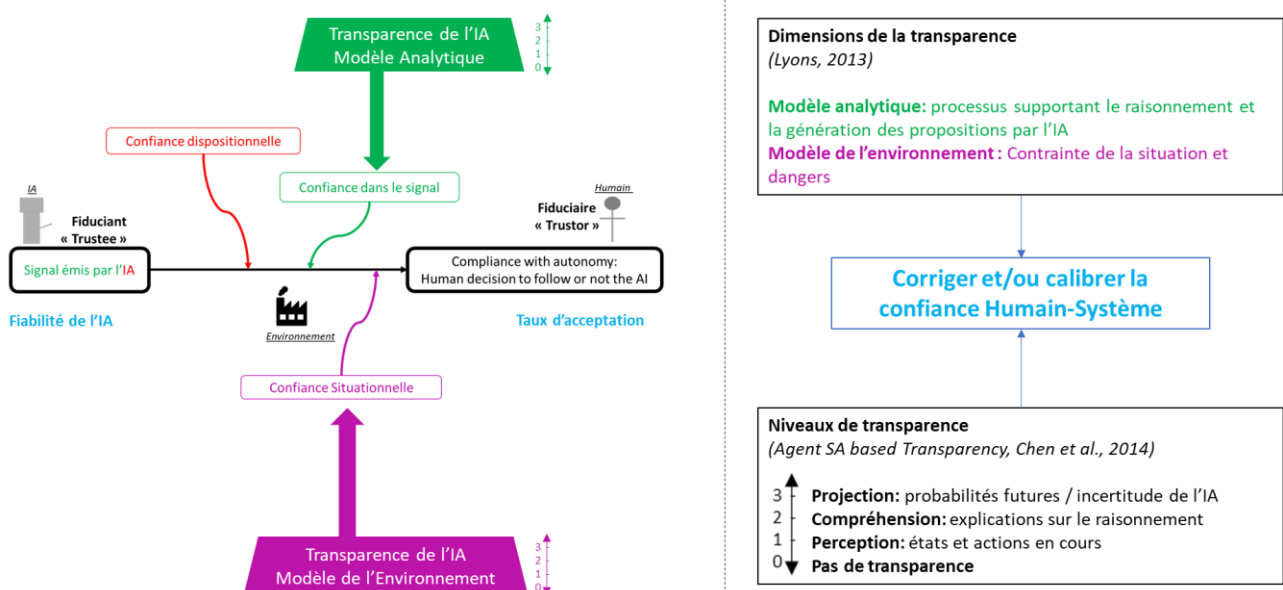 Transparence de l'IA
Modèle Analytique
3
2
1
0
Confiance dispositionnelle
Confiance dans le signal
IA
Fiduciant
« Trustee »
Humain
Fiduciaire
« Trustor »
Signal émis par l'IA
Compliance with autonomy:
Human decision to follow or not the AI
Fiabilité de l'IA
Environnement
Taux d'acceptation
Confiance Situationnelle
Transparence de l'IA
Modèle de l'Environnement
3
2
1
0
Dimensions de la transparence
(Lyons, 2013)
Modèle analytique: processus supportant le raisonnement et
la génération des propositions par l'IA
Modèle de l'environnement : Contrainte de la situation et
dangers
Corriger et/ou calibrer la
confiance Humain-Système
Niveaux de transparence
(Agent SA based Transparency, Chen et al., 2014)
3 Projection: probabilités futures / incertitude de l'IA
2 Compréhension: explications sur le raisonnement
1 Perception: états et actions en cours
0 Pas de transparence